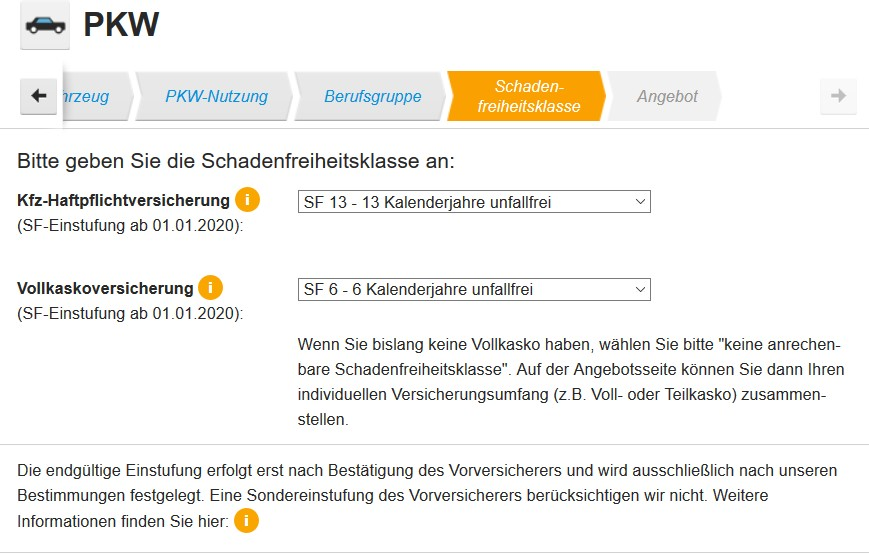 PKW
hrzeug
PKW-Nutzung
Berufsgruppe
Schaden-
freiheitsklasse
Angebot
Bitte geben Sie die Schadenfreiheitsklasse an:
Kfz-Haftpflichtversicherung i
SF 13 - 13 Kalenderjahre unfallfrei
(SF-Einstufung ab 01.01.2020):
Vollkaskoversicherung i
SF 6 - 6 Kalenderjahre unfallfrei
(SF-Einstufung ab 01.01.2020):
Wenn Sie bislang keine Vollkasko haben, wählen Sie bitte "keine anrechen-
bare Schadenfreiheitsklasse". Auf der Angebotsseite können Sie dann Ihren
individuellen Versicherungsumfang (z.B. Voll- oder Teilkasko) zusammen-
stellen.
Die endgültige Einstufung erfolgt erst nach Bestätigung des Vorversicherers und wird ausschließlich nach unseren
Bestimmungen festgelegt. Eine Sondereinstufung des Vorversicherers berücksichtigen wir nicht. Weitere
Informationen finden Sie hier: i